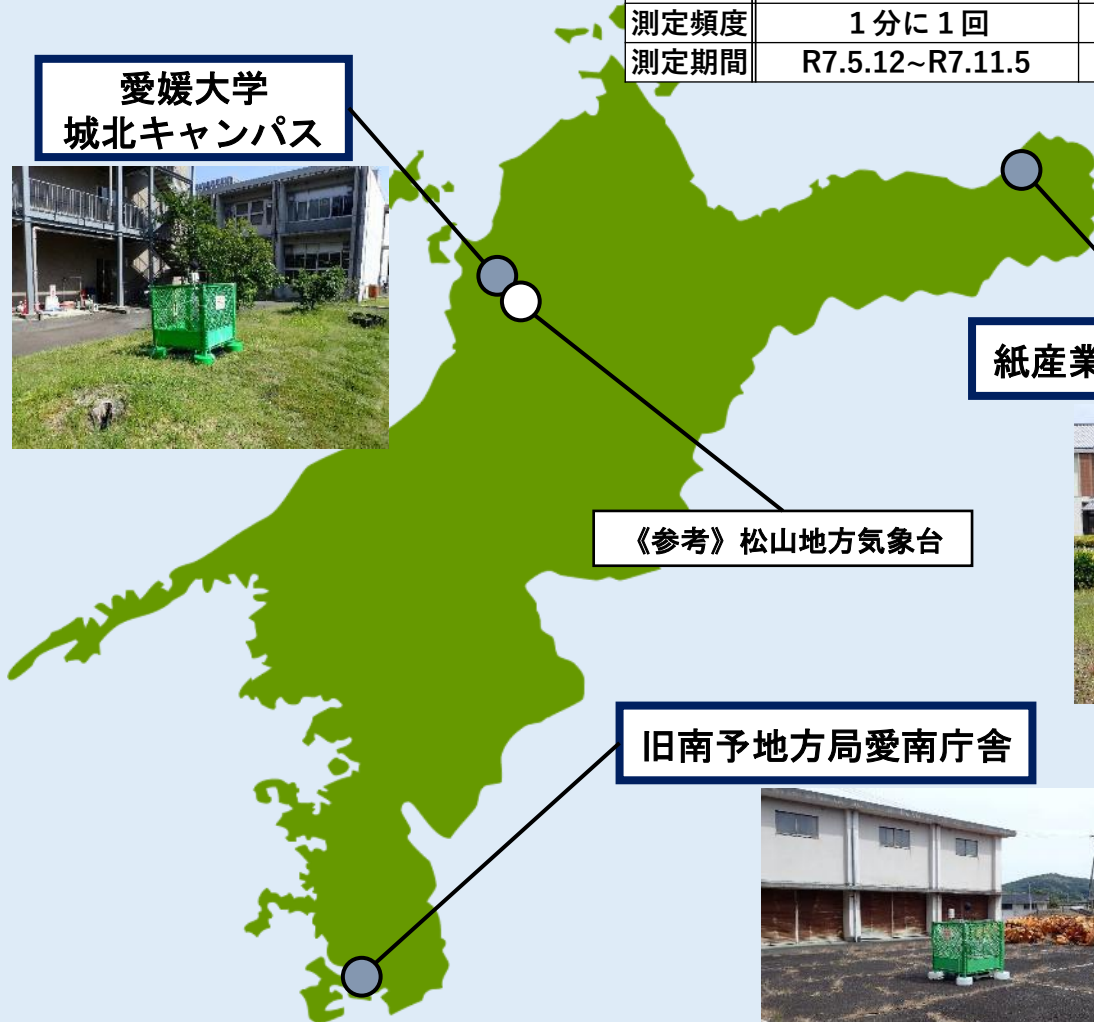 測定頻度 1分に1回
測定期間 R7.5.12~R7.11.5
愛媛大学
城北キャンパス
紙産業
《参考》松山地方気象台
旧南予地方局愛南庁舎